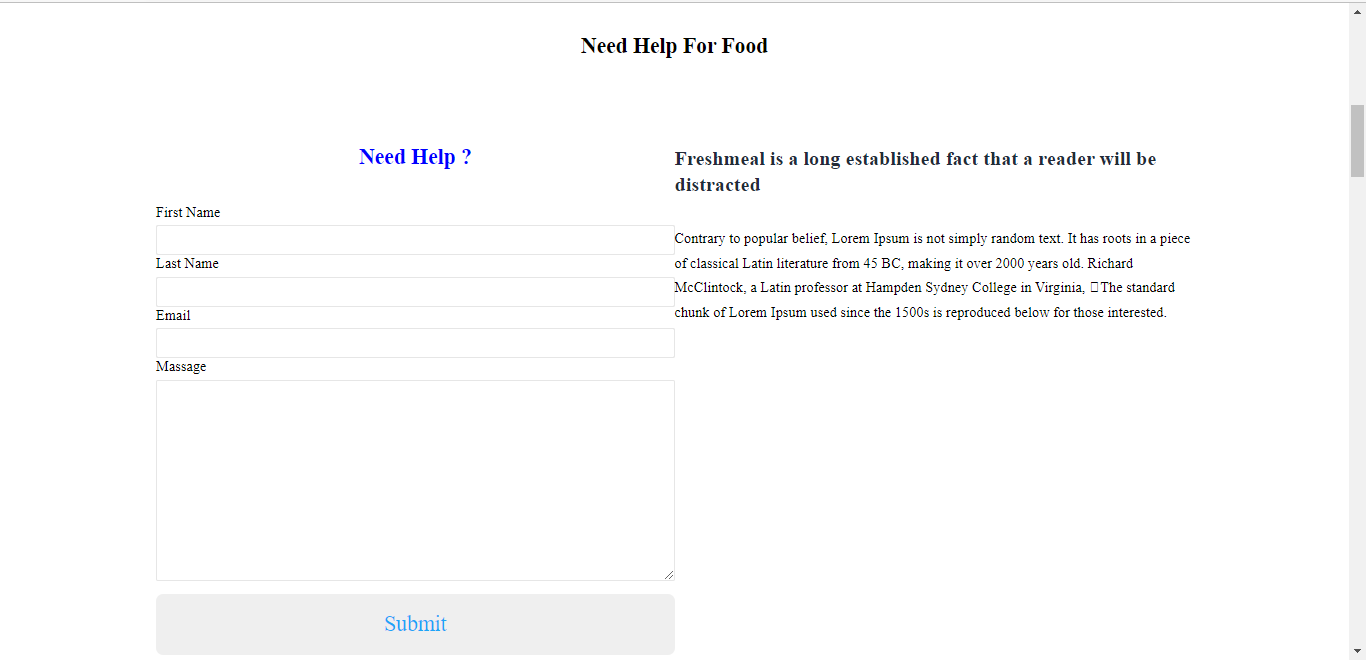 Need Help For Food
Need Help ?
First Name
Last Name
Email
Massage
Submit
Freshmeal is a long established fact that a reader will be
distracted
Contrary to popular belief, Lorem Ipsum is not simply random text. It has roots in a piece
of classical Latin literature from 45 BC, making it over 2000 years old. Richard
McClintock, a Latin professor at Hampden Sydney College in Virginia, The standard
chunk of Lorem Ipsum used since the 1500s is reproduced below for those interested.